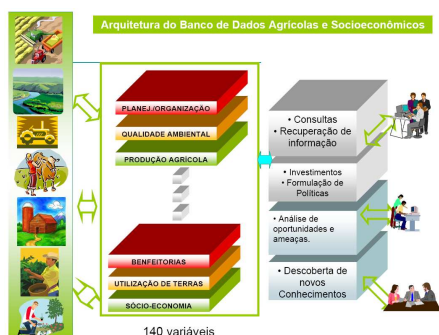 Arquitetura do Banco de Dados Agrícolas e Socioeconômicos
PLANEJ./ORGANIZAÇÃO
QUALIDADE AMBIENTAL
PRODUÇÃO AGRÍCOLA
BENFEITORIAS
UTILIZAÇÃO DE TERRAS
SÓCIO-ECONOMIA
140 variáveis
• Consultas
• Recuperação de
informação
• Investimentos
• Formulação de
Políticas
• Análise de
oportunidades e
ameaças.
• Descoberta de
novos
Conhecimentos